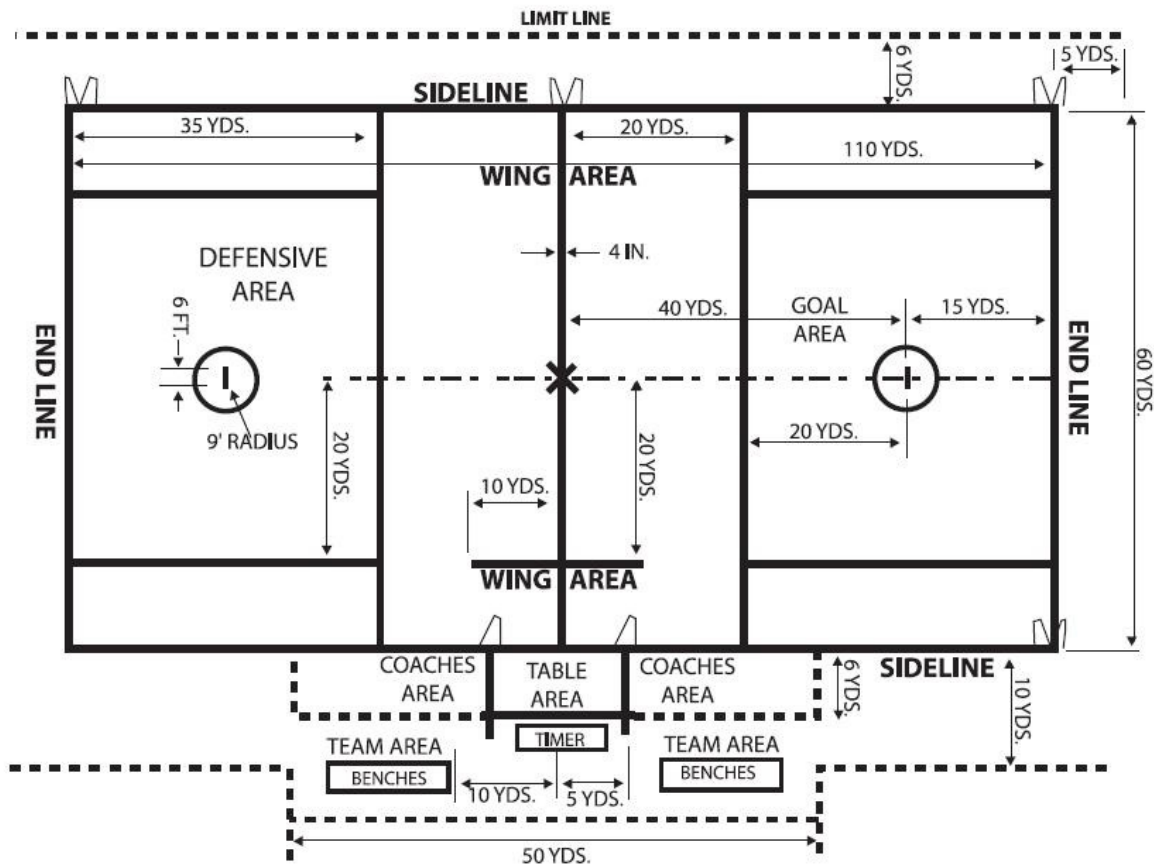 LIMIT LINE
6 YDS.
5 YDS.
SIDELINE
35 YDS.
20 YDS.
110 YDS.
WING AREA
4 IN.
DEFENSIVE
AREA
40 YDS.
GOAL
AREA
15 YDS.
6 FT.
END LINE
END LINE
60 YDS.
9' RADIUS
20 YDS.
20 YDS.
20 YDS.
10 YDS.
WING AREA
COACHES
AREA
TABLE
AREA
COACHES
AREA
6 YDS.
SIDELINE
10 YDS.
TIMER
TEAM AREA
TEAM AREA
BENCHES
BENCHES
10 YDS.
5 YDS.
50 YDS.